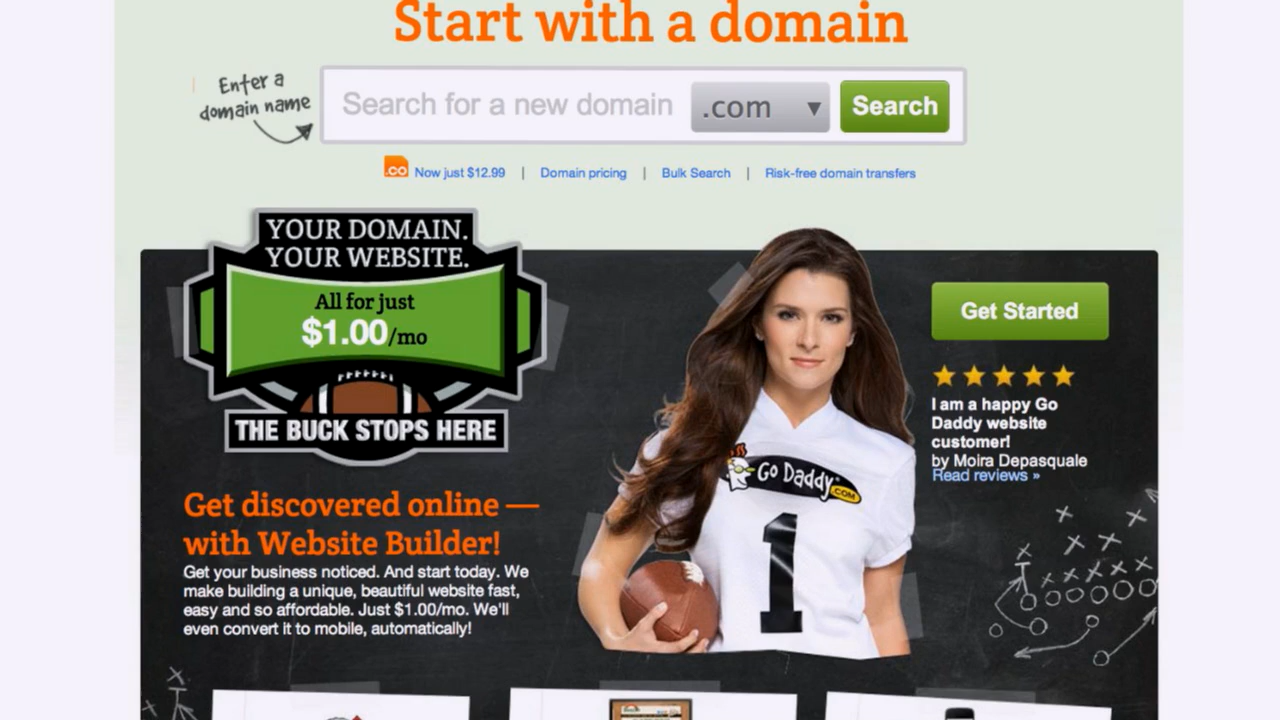 Start with a domain
Enter a
domain name
Search for a new domain
.com
Search
.co Now just $12.99 | Domain pricing | Bulk Search | Risk-free domain transfers
YOUR DOMAIN.
YOUR WEBSITE.
All for just
$1.00/mo
THE BUCK STOPS HERE
Get discovered online —
with Website Builder!
Get your business noticed. And start today. We
make building a unique, beautiful website fast,
easy and so affordable. Just $1.00/mo. We'll
even convert it to mobile, automatically!
Go Daddy
.COM
1
Get Started
I am a happy Go
Daddy website
customer!
by Moira Depasquale
Read reviews »